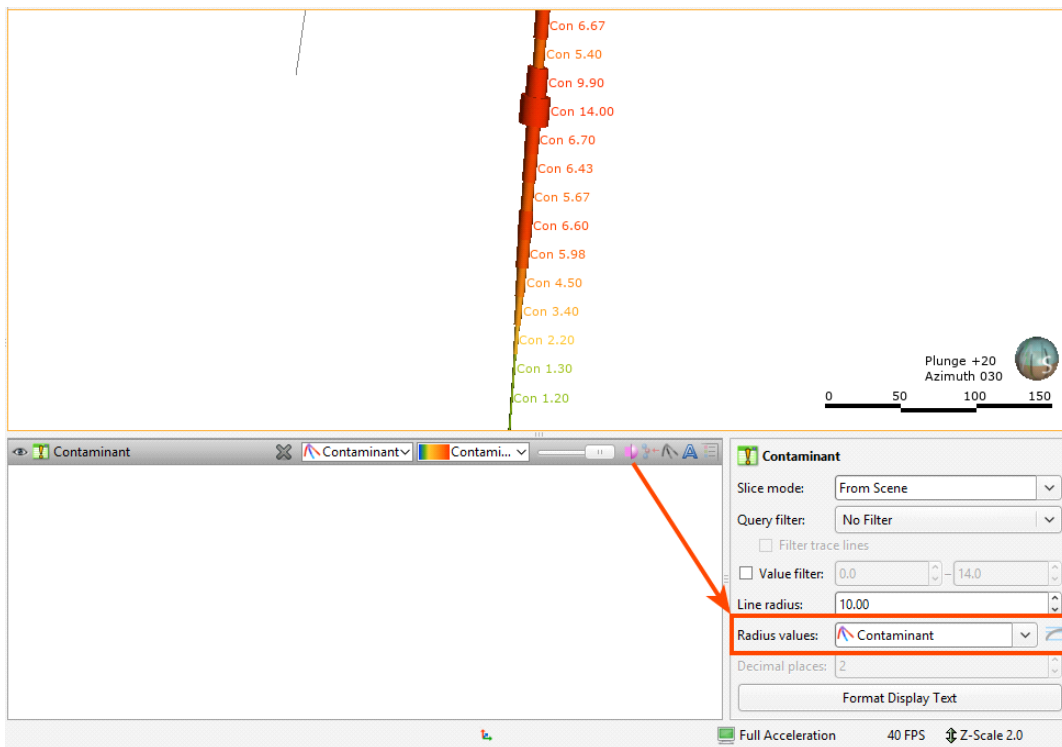 Con 6.67
Con 5.40
Con 9.90
Con 14.00
Con 6.70
Con 6.43
Con 5.67
Con 6.60
Con 5.98
Con 4.50
Con 3.40
Con 2.20
Con 1.30
Con 1.20
Plunge +20
Azimuth 030
S
0 50 100 150
Contaminant Contaminant Contami... A
Contaminant
Slice mode: From Scene
Query filter: No Filter
Filter trace lines
Value filter: 0.0 – 14.0
Line radius: 10.00
Radius values: Contaminant
Decimal places: 2
Format Display Text
Full Acceleration 40 FPS Z-Scale 2.0